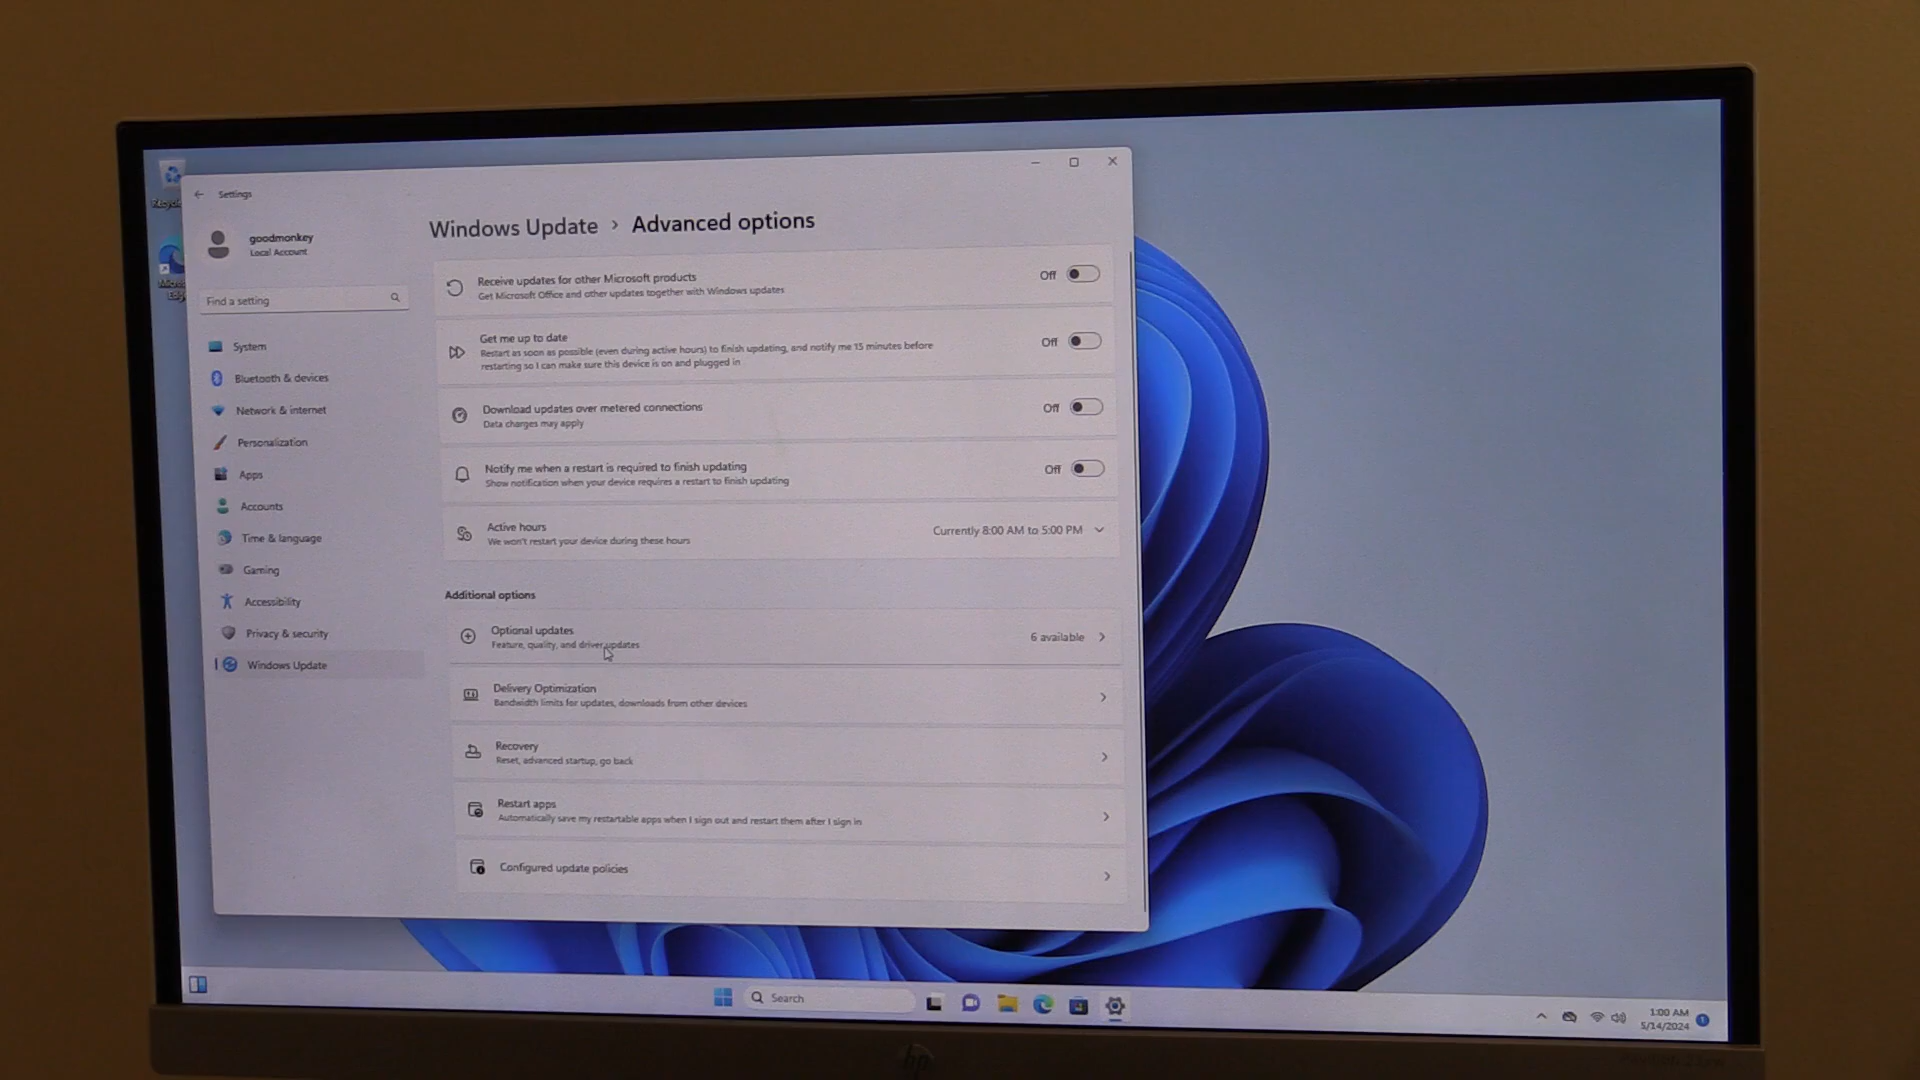 Settings
goodmonkey
Local Account
Find a setting
System
Bluetooth & devices
Network & internet
Personalization
Apps
Accounts
Time & language
Gaming
Accessibility
Privacy & security
Windows Update
Windows Update > Advanced options
Receive updates for other Microsoft products
Get Microsoft Office and other updates together with Windows updates
Off
Get me up to date
Restart as soon as possible (even during active hours) to finish updating, and notify me 15 minutes before
restarting so I can make sure this device is on and plugged in
Off
Download updates over metered connections
Data charges may apply
Off
Notify me when a restart is required to finish updating
Show notification when your device requires a restart to finish updating
Off
Active hours
We won't restart your device during these hours
Currently 8:00 AM to 5:00 PM
Additional options
Optional updates
Feature, quality, and driver updates
6 available
Delivery Optimization
Bandwidth limits for updates, downloads from other devices
Recovery
Reset, advanced startup, go back
Restart apps
Automatically save my restartable apps when I sign out and restart them after I sign in
Configured update policies
Search
1:00 AM
5/14/2024
1
hp